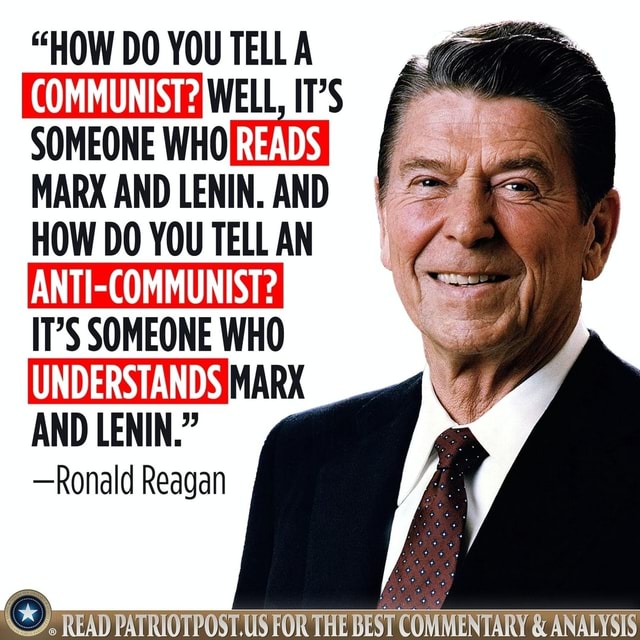 “HOW DO YOU TELL A
COMMUNIST? WELL, IT’S
SOMEONE WHO READS
MARX AND LENIN. AND
HOW DO YOU TELL AN
ANTI-COMMUNIST?
IT’S SOMEONE WHO
UNDERSTANDS MARX
AND LENIN.”
—Ronald Reagan
® READ PATRIOTPOST.US FOR THE BEST COMMENTARY & ANALYSIS